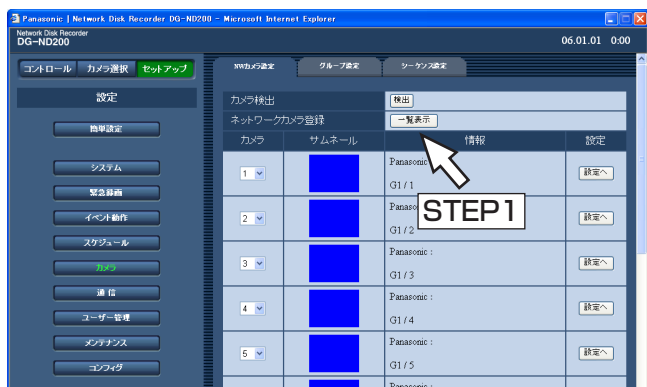 Panasonic | Network Disk Recorder DG-ND200 - Microsoft Internet Explorer
Network Disk Recorder
DG-ND200
06.01.01 0:00
コントロール カメラ選択 セットアップ
NWカメラ設定 グループ設定 シーケンス設定
設定
簡単設定
システム
緊急録画
イベント動作
スケジュール
カメラ
通信
ユーザー管理
メンテナンス
コンフィグ
カメラ検出 検出
ネットワークカメラ登録 一覧表示
カメラ サムネール 情報 設定
1 Panasonic
G1 / 1 設定へ
STEP1
2 Panaso
G1 / 2 設定へ
3 Panasonic :
G1 / 3 設定へ
4 Panasonic :
G1 / 4 設定へ
5 Panasonic :
G1 / 5 設定へ
Panasonic :